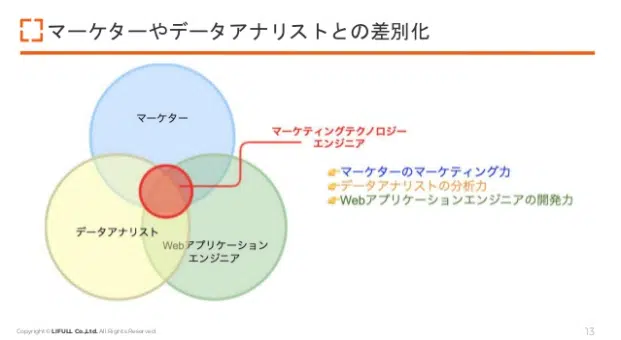 マーケターやデータアナリストとの差別化
マーケター
マーケティングテクノロジー
エンジニア
👉マーケターのマーケティング力
👉データアナリストの分析力
👉Webアプリケーションエンジニアの開発力
データアナリスト
Webアプリケーション
エンジニア
Copyright © LIFULL Co.,Ltd. All Rights Reserved.
13